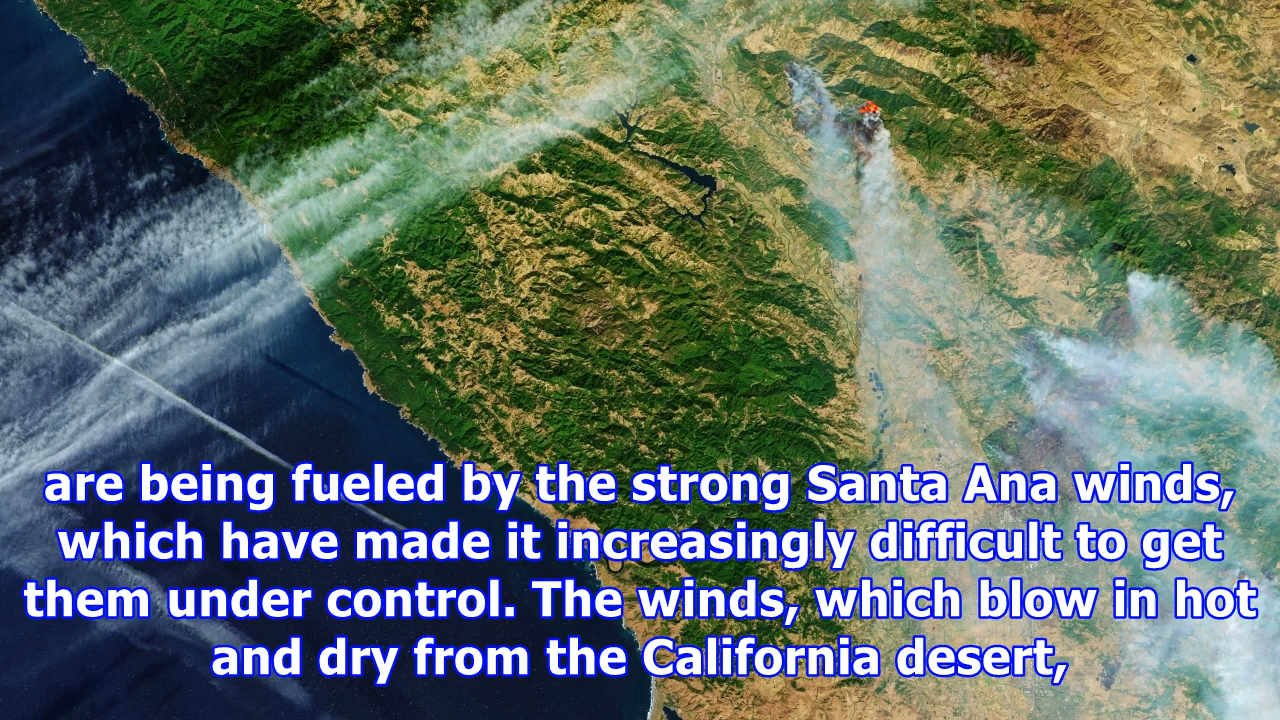 are being fueled by the strong Santa Ana winds,
which have made it increasingly difficult to get
them under control. The winds, which blow in hot
and dry from the California desert,